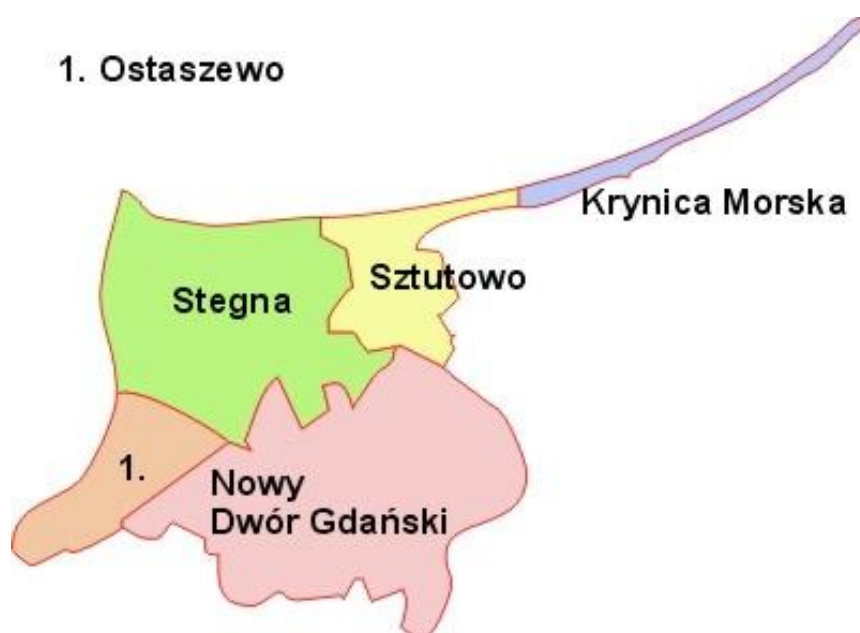 1. Ostaszewo
Krynica Morska
Sztutowo
Stegna
1.
Nowy
Dwór Gdański